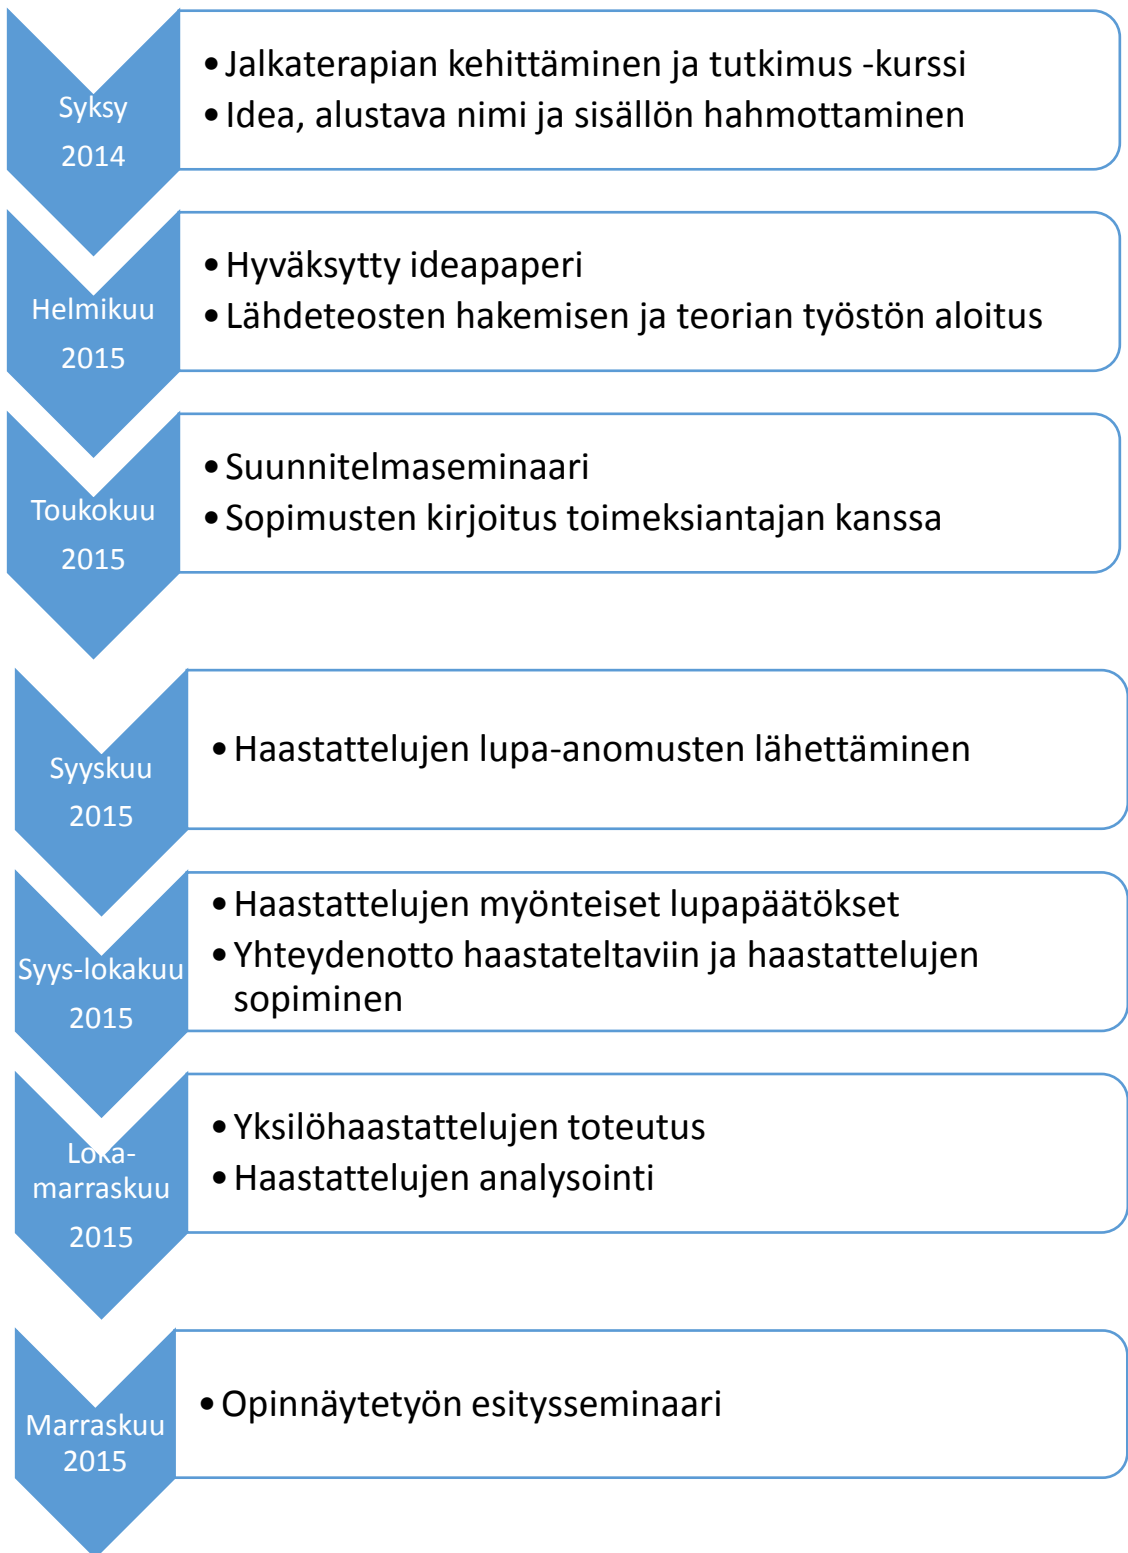 Syksy
2014
•Jalkaterapian kehittäminen ja tutkimus -kurssi
•Idea, alustava nimi ja sisällön hahmottaminen
Helmikuu
2015
•Hyväksytty ideapaperi
•Lähdeteosten hakemisen ja teorian työstön aloitus
Toukokuu
2015
•Suunnitelmaseminaari
•Sopimusten kirjoitus toimeksiantajan kanssa
Syyskuu
2015
•Haastattelujen lupa-anomusten lähettäminen
Syys-lokakuu
2015
•Haastattelujen myönteiset lupapäätökset
•Yhteydenotto haastateltaviin ja haastattelujen
sopiminen
Loka-
marraskuu
2015
•Yksilöhaastattelujen toteutus
•Haastattelujen analysointi
Marraskuu
2015
•Opinnäytetyön esitysseminaari